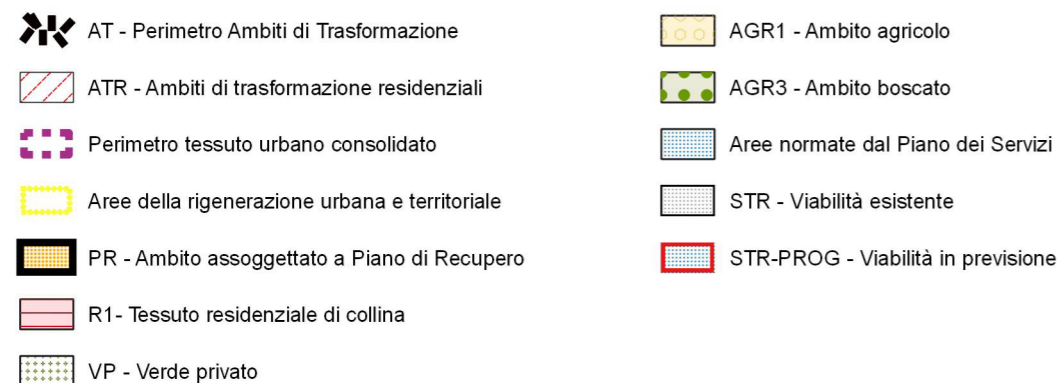 AT - Perimetro Ambiti di Trasformazione
ATR - Ambiti di trasformazione residenziali
Perimetro tessuto urbano consolidato
Aree della rigenerazione urbana e territoriale
PR - Ambito assoggettato a Piano di Recupero
R1- Tessuto residenziale di collina
VP - Verde privato
AGR1 - Ambito agricolo
AGR3 - Ambito boscato
Aree normate dal Piano dei Servizi
STR - Viabilità esistente
STR-PROG - Viabilità in previsione